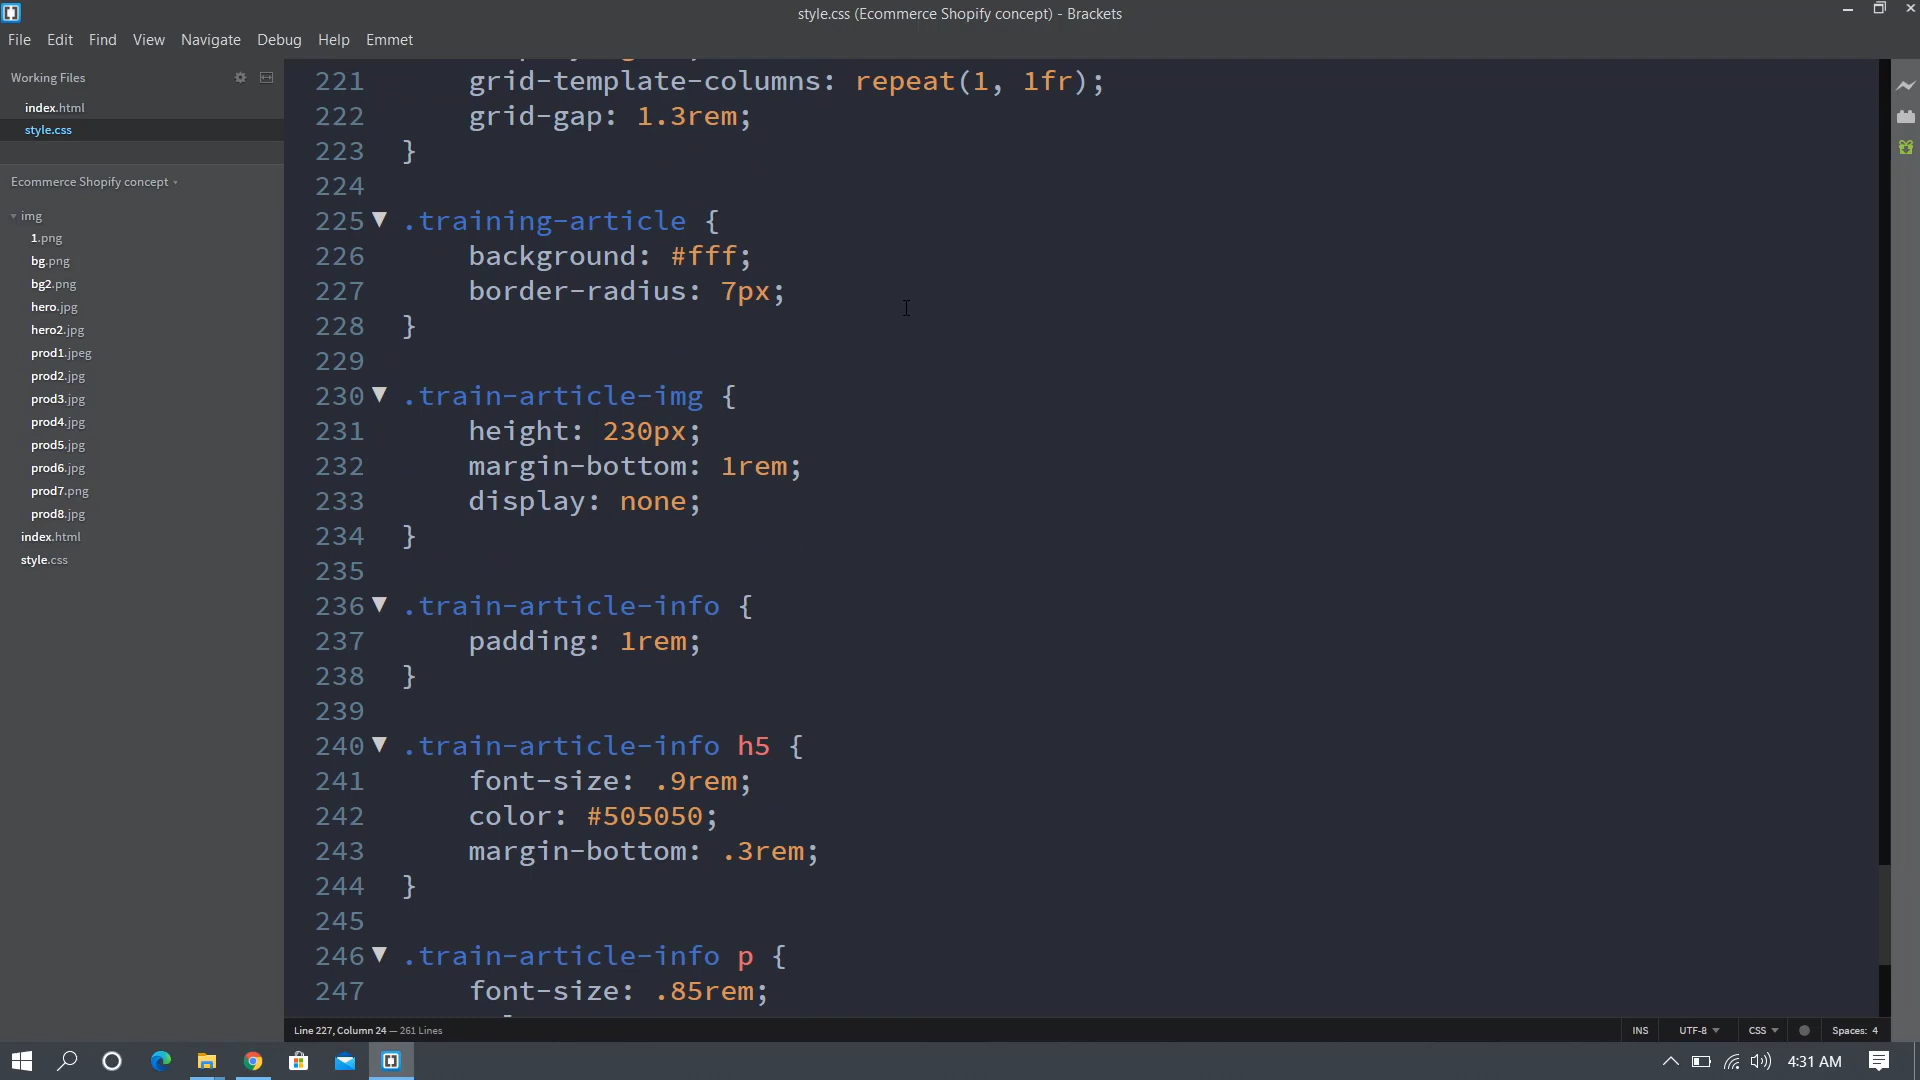 style.css (Ecommerce Shopify concept) - Brackets
File Edit Find View Navigate Debug Help Emmet
Working Files
index.html
style.css
Ecommerce Shopify concept
img
1.png
bg.png
bg2.png
hero.jpg
hero2.jpg
prod1.jpeg
prod2.jpg
prod3.jpg
prod4.jpg
prod5.jpg
prod6.jpg
prod7.png
prod8.jpg
index.html
style.css
221 grid-template-columns: repeat(1, 1fr);
222 grid-gap: 1.3rem;
223 }
224
225 .training-article {
226 background: #fff;
227 border-radius: 7px;
228 }
229
230 .train-article-img {
231 height: 230px;
232 margin-bottom: 1rem;
233 display: none;
234 }
235
236 .train-article-info {
237 padding: 1rem;
238 }
239
240 .train-article-info h5 {
241 font-size: .9rem;
242 color: #505050;
243 margin-bottom: .3rem;
244 }
245
246 .train-article-info p {
247 font-size: .85rem;
Line 227, Column 24 — 261 Lines
INS UTF-8 CSS Spaces: 4
4:31 AM